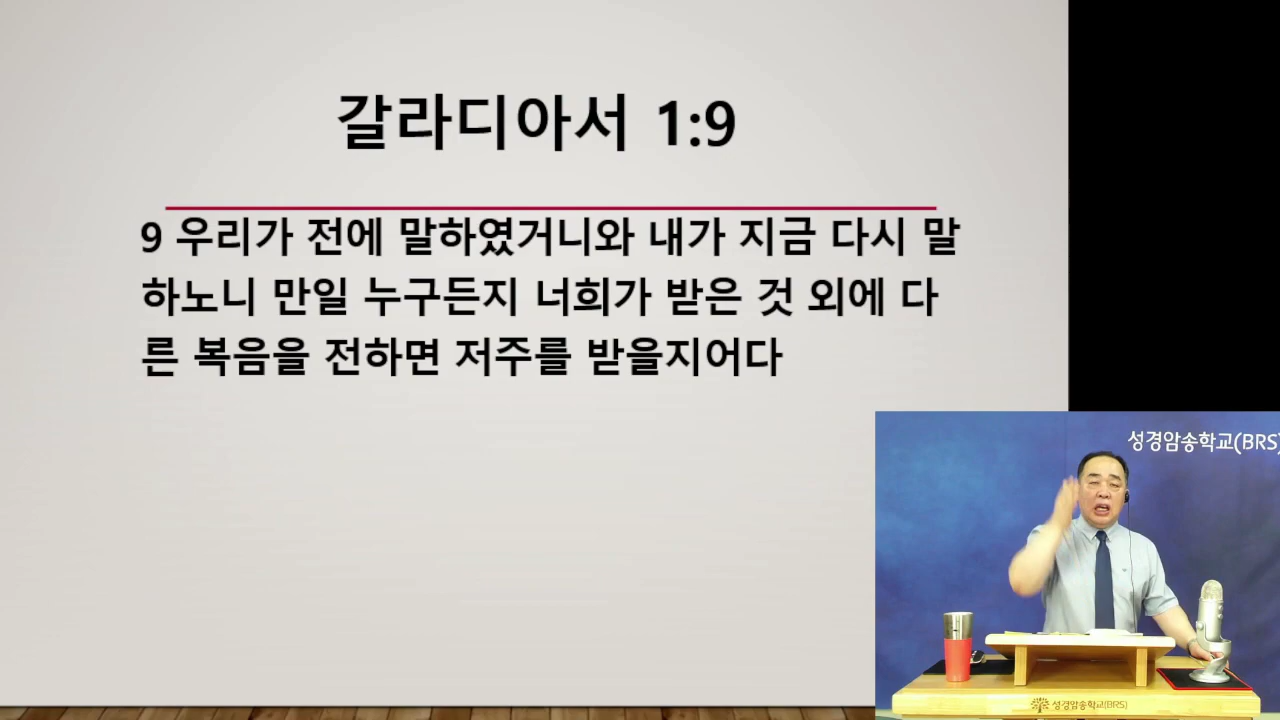 갈라디아서 1:9
9 우리가 전에 말하였거니와 내가 지금 다시 말
하노니 만일 누구든지 너희가 받은 것 외에 다
른 복음을 전하면 저주를 받을지어다
성경암송학교(BRS)
성경암송학교(BRS)